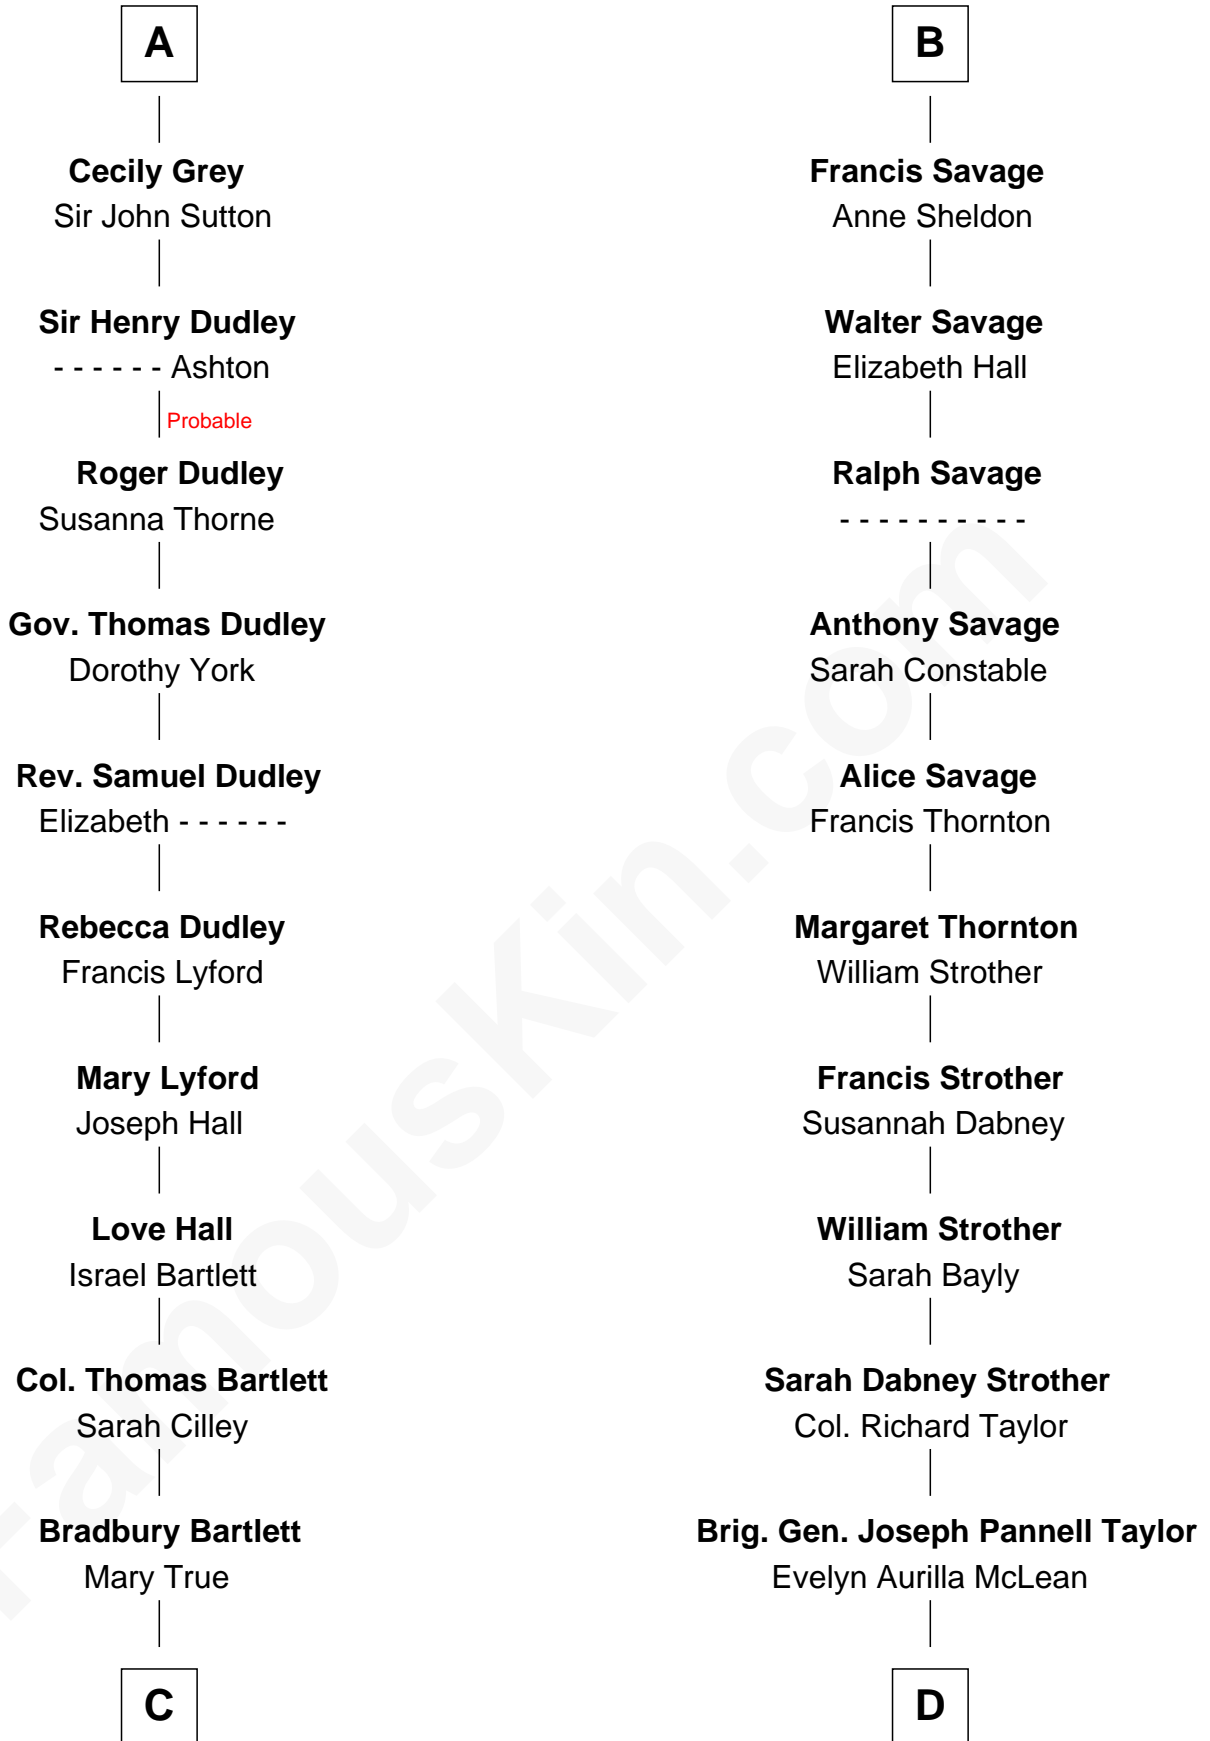 A
Cecily Grey
Sir John Sutton
Sir Henry Dudley
- - - - - - Ashton
Probable
Roger Dudley
Susanna Thorne
Gov. Thomas Dudley
Dorothy York
Rev. Samuel Dudley
Elizabeth - - - - - -
Rebecca Dudley
Francis Lyford
Mary Lyford
Joseph Hall
Love Hall
Israel Bartlett
Col. Thomas Bartlett
Sarah Cilley
Bradbury Bartlett
Mary True
C
B
Francis Savage
Anne Sheldon
Walter Savage
Elizabeth Hall
Ralph Savage
- - - - - - - - - -
Anthony Savage
Sarah Constable
Alice Savage
Francis Thornton
Margaret Thornton
William Strother
Francis Strother
Susannah Dabney
William Strother
Sarah Bayly
Sarah Dabney Strother
Col. Richard Taylor
Brig. Gen. Joseph Pannell Taylor
Evelyn Aurilla McLean
D
FamousKin.com